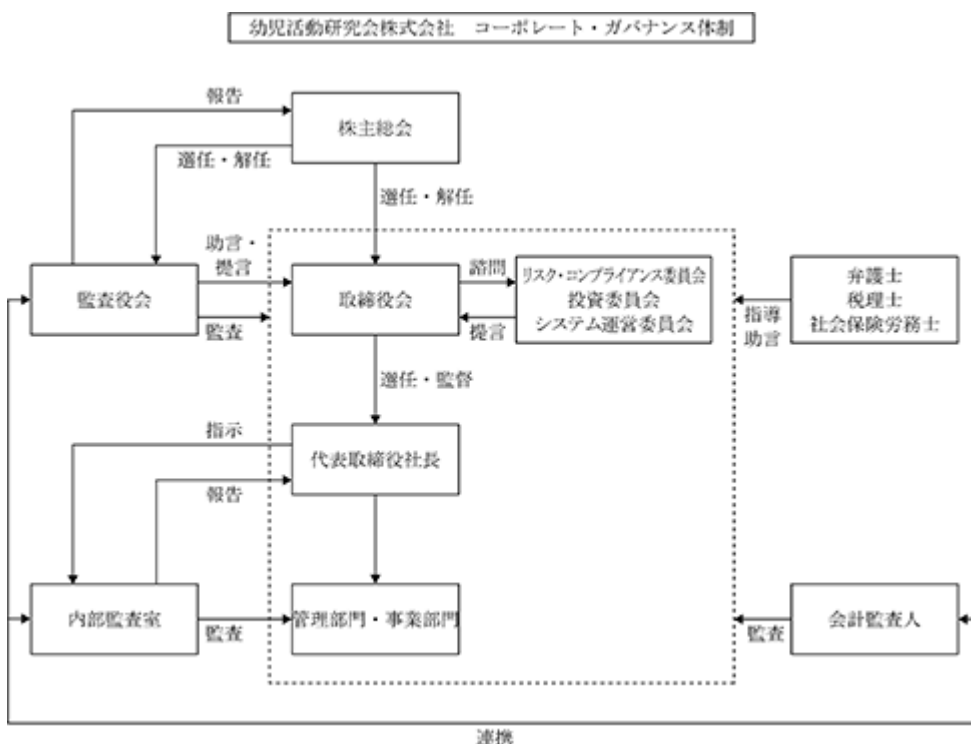 幼児活動研究会株式会社　コーポレート・ガバナンス体制
報告
株主総会
選任・解任
選任・解任
助言・
提言
監査役会
監査
取締役会
諮問
提言
リスク・コンプライアンス委員会
投資委員会
システム運営委員会
指導
助言
弁護士
税理士
社会保険労務士
選任・監督
指示
代表取締役社長
報告
内部監査室
監査
管理部門・事業部門
監査
会計監査人
連携